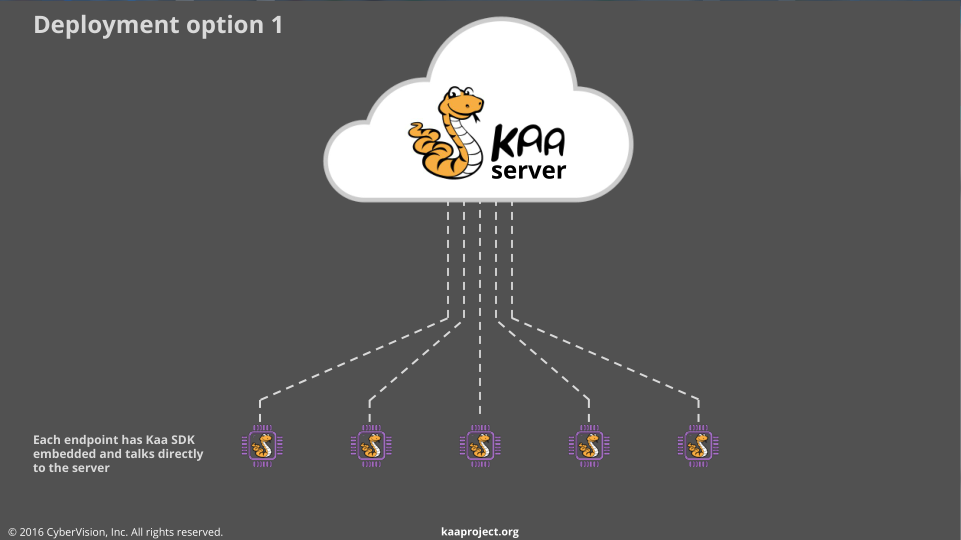 Deployment option 1
Kaa
server
Each endpoint has Kaa SDK
embedded and talks directly
to the server
© 2016 CyberVision, Inc. All rights reserved.
kaaproject.org